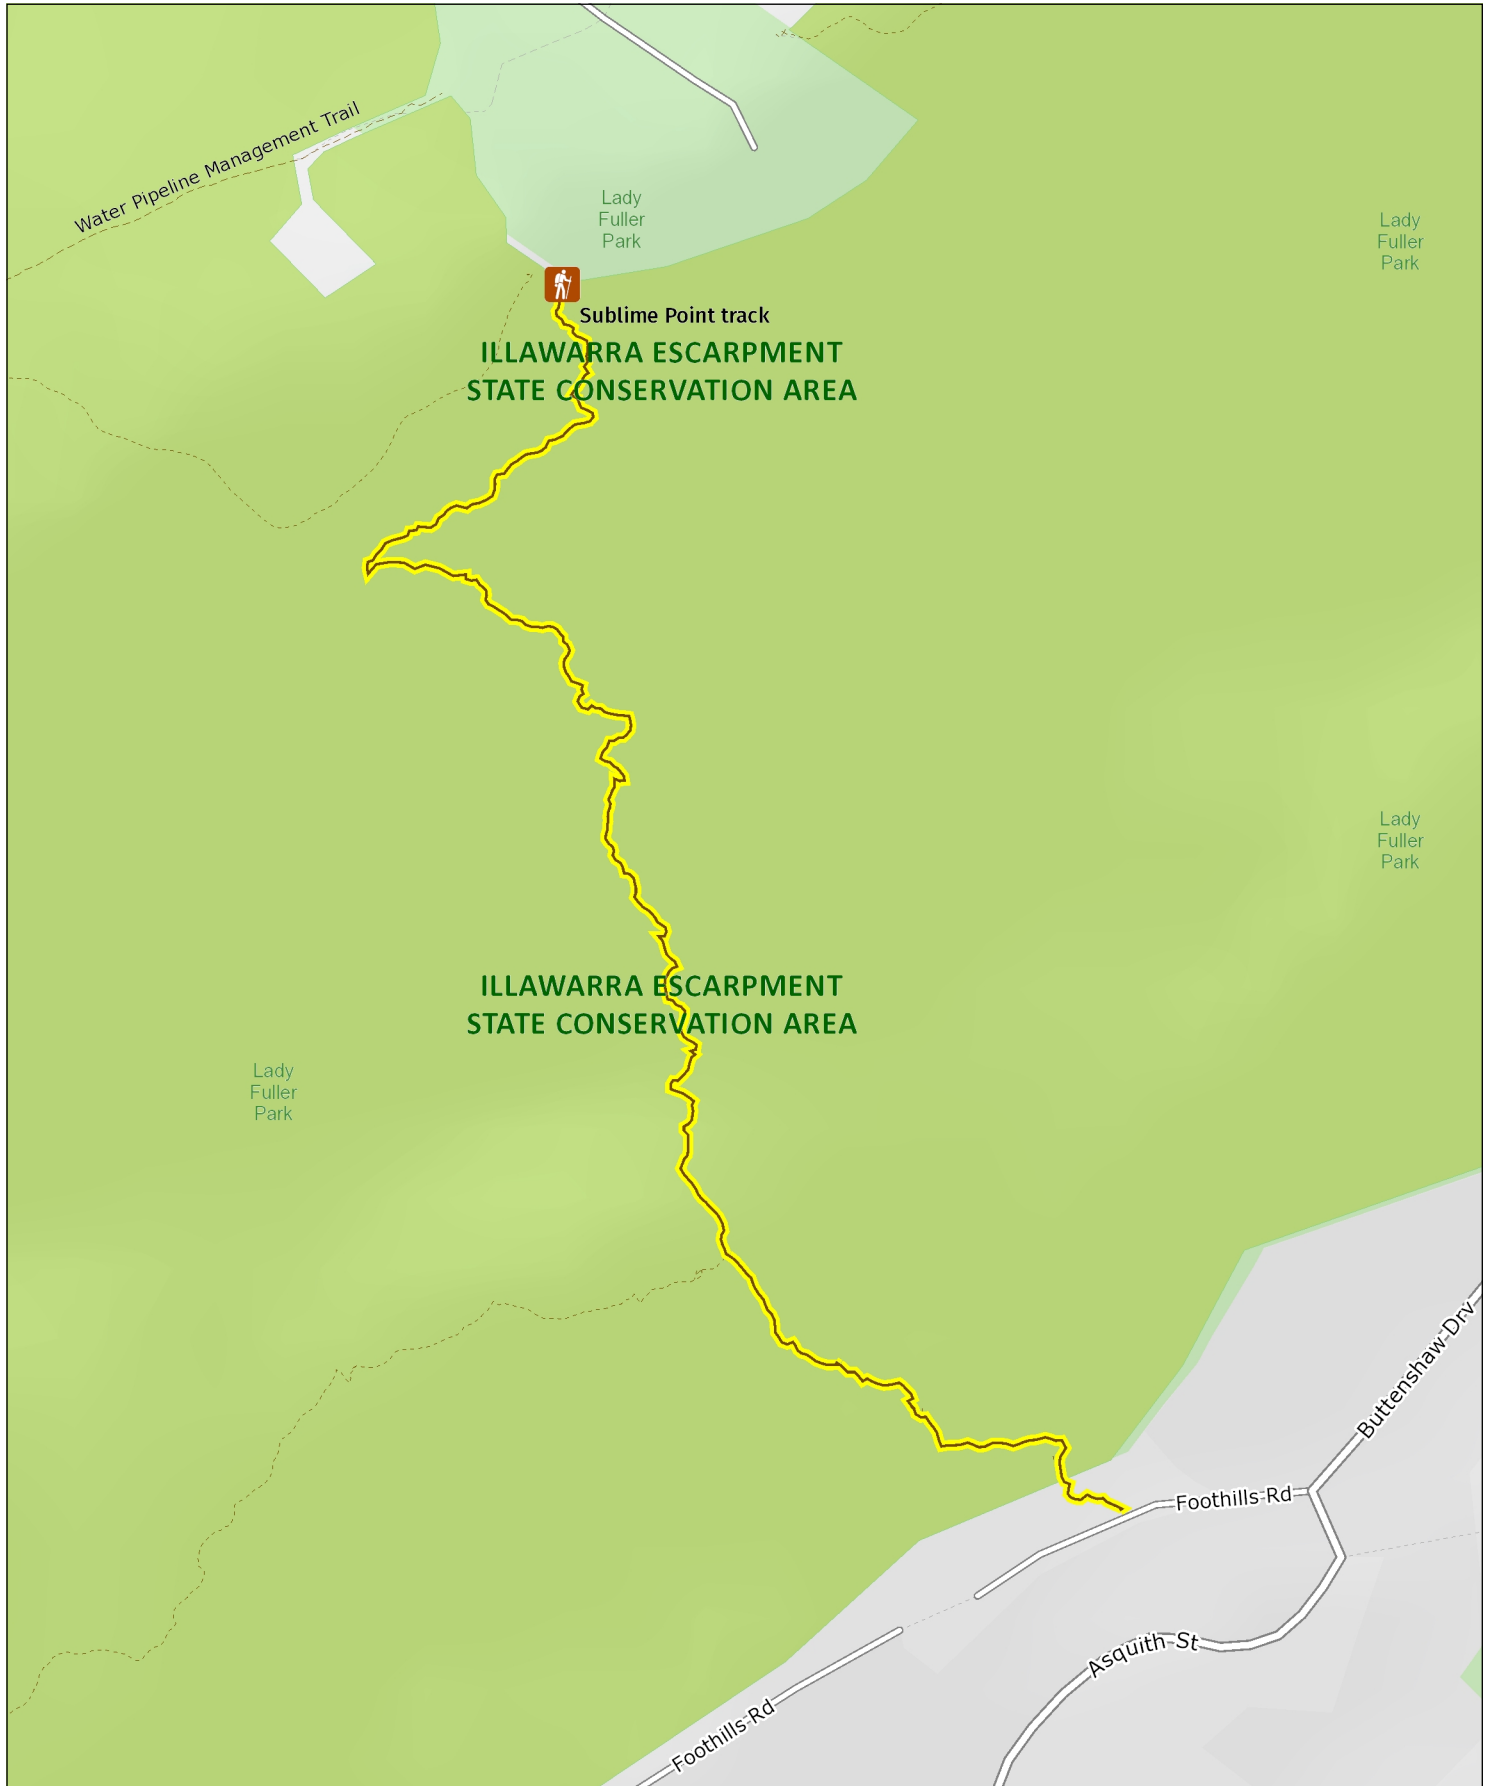 Water Pipeline Management Trail
Lady
Fuller
Park
Lady
Fuller
Park
Sublime Point track
ILLAWARRA ESCARPMENT
STATE CONSERVATION AREA
Lady
Fuller
Park
ILLAWARRA ESCARPMENT
STATE CONSERVATION AREA
Lady
Fuller
Park
Buttenshaw Drv
Foothills Rd
Asquith St
Foothills Rd